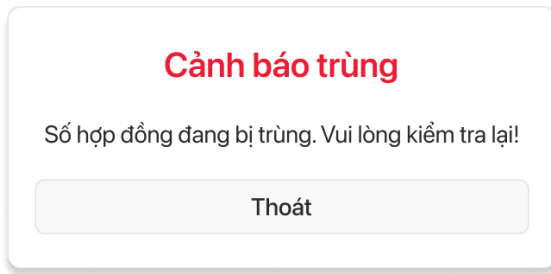 Cảnh báo trùng
Số hợp đồng đang bị trùng. Vui lòng kiểm tra lại!
Thoát